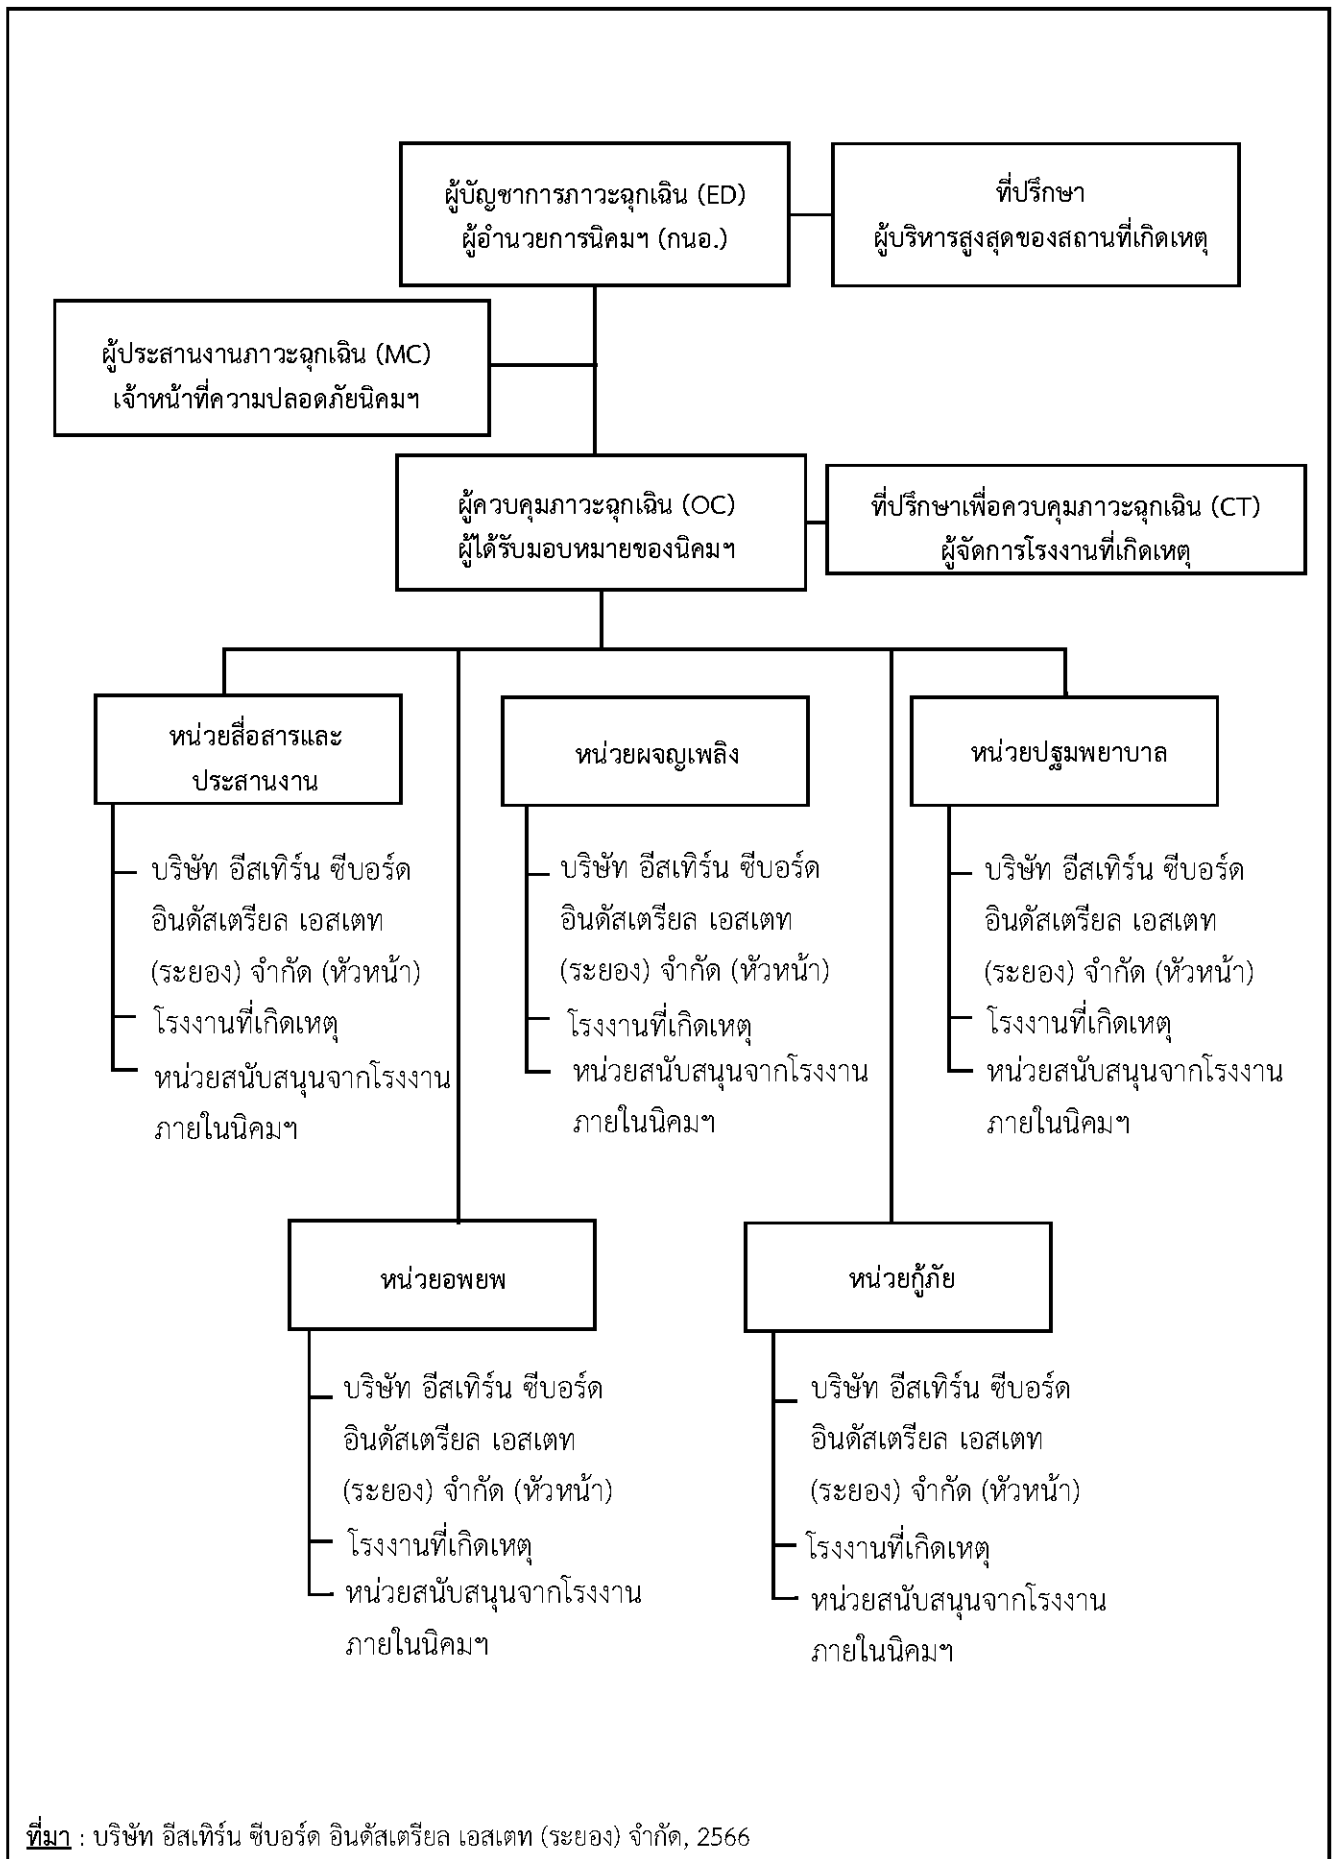 ผู้บัญชาการภาวะฉุกเฉิน (ED)
ผู้อำนวยการนิคมฯ (กนอ.)
ที่ปรึกษา
ผู้บริหารสูงสุดของสถานที่เกิดเหตุ
ผู้ประสานงานภาวะฉุกเฉิน (MC)
เจ้าหน้าที่ความปลอดภัยนิคมฯ
ผู้ควบคุมภาวะฉุกเฉิน (OC)
ผู้ได้รับมอบหมายของนิคมฯ
ที่ปรึกษาเพื่อควบคุมภาวะฉุกเฉิน (CT)
ผู้จัดการโรงงานที่เกิดเหตุ
หน่วยสื่อสารและ
ประสานงาน
บริษัท อีสเทิร์น ซีบอร์ด
อินดัสเตรียล เอสเตท
(ระยอง) จำกัด (หัวหน้า)
โรงงานที่เกิดเหตุ
หน่วยสนับสนุนจากโรงงาน
ภายในนิคมฯ
หน่วยผจญเพลิง
บริษัท อีสเทิร์น ซีบอร์ด
อินดัสเตรียล เอสเตท
(ระยอง) จำกัด (หัวหน้า)
โรงงานที่เกิดเหตุ
หน่วยสนับสนุนจากโรงงาน
ภายในนิคมฯ
หน่วยปฐมพยาบาล
บริษัท อีสเทิร์น ซีบอร์ด
อินดัสเตรียล เอสเตท
(ระยอง) จำกัด (หัวหน้า)
โรงงานที่เกิดเหตุ
หน่วยสนับสนุนจากโรงงาน
ภายในนิคมฯ
หน่วยอพยพ
บริษัท อีสเทิร์น ซีบอร์ด
อินดัสเตรียล เอสเตท
(ระยอง) จำกัด (หัวหน้า)
โรงงานที่เกิดเหตุ
หน่วยสนับสนุนจากโรงงาน
ภายในนิคมฯ
หน่วยกู้ภัย
บริษัท อีสเทิร์น ซีบอร์ด
อินดัสเตรียล เอสเตท
(ระยอง) จำกัด (หัวหน้า)
โรงงานที่เกิดเหตุ
หน่วยสนับสนุนจากโรงงาน
ภายในนิคมฯ
ที่มา : บริษัท อีสเทิร์น ซีบอร์ด อินดัสเตรียล เอสเตท (ระยอง) จำกัด, 2566